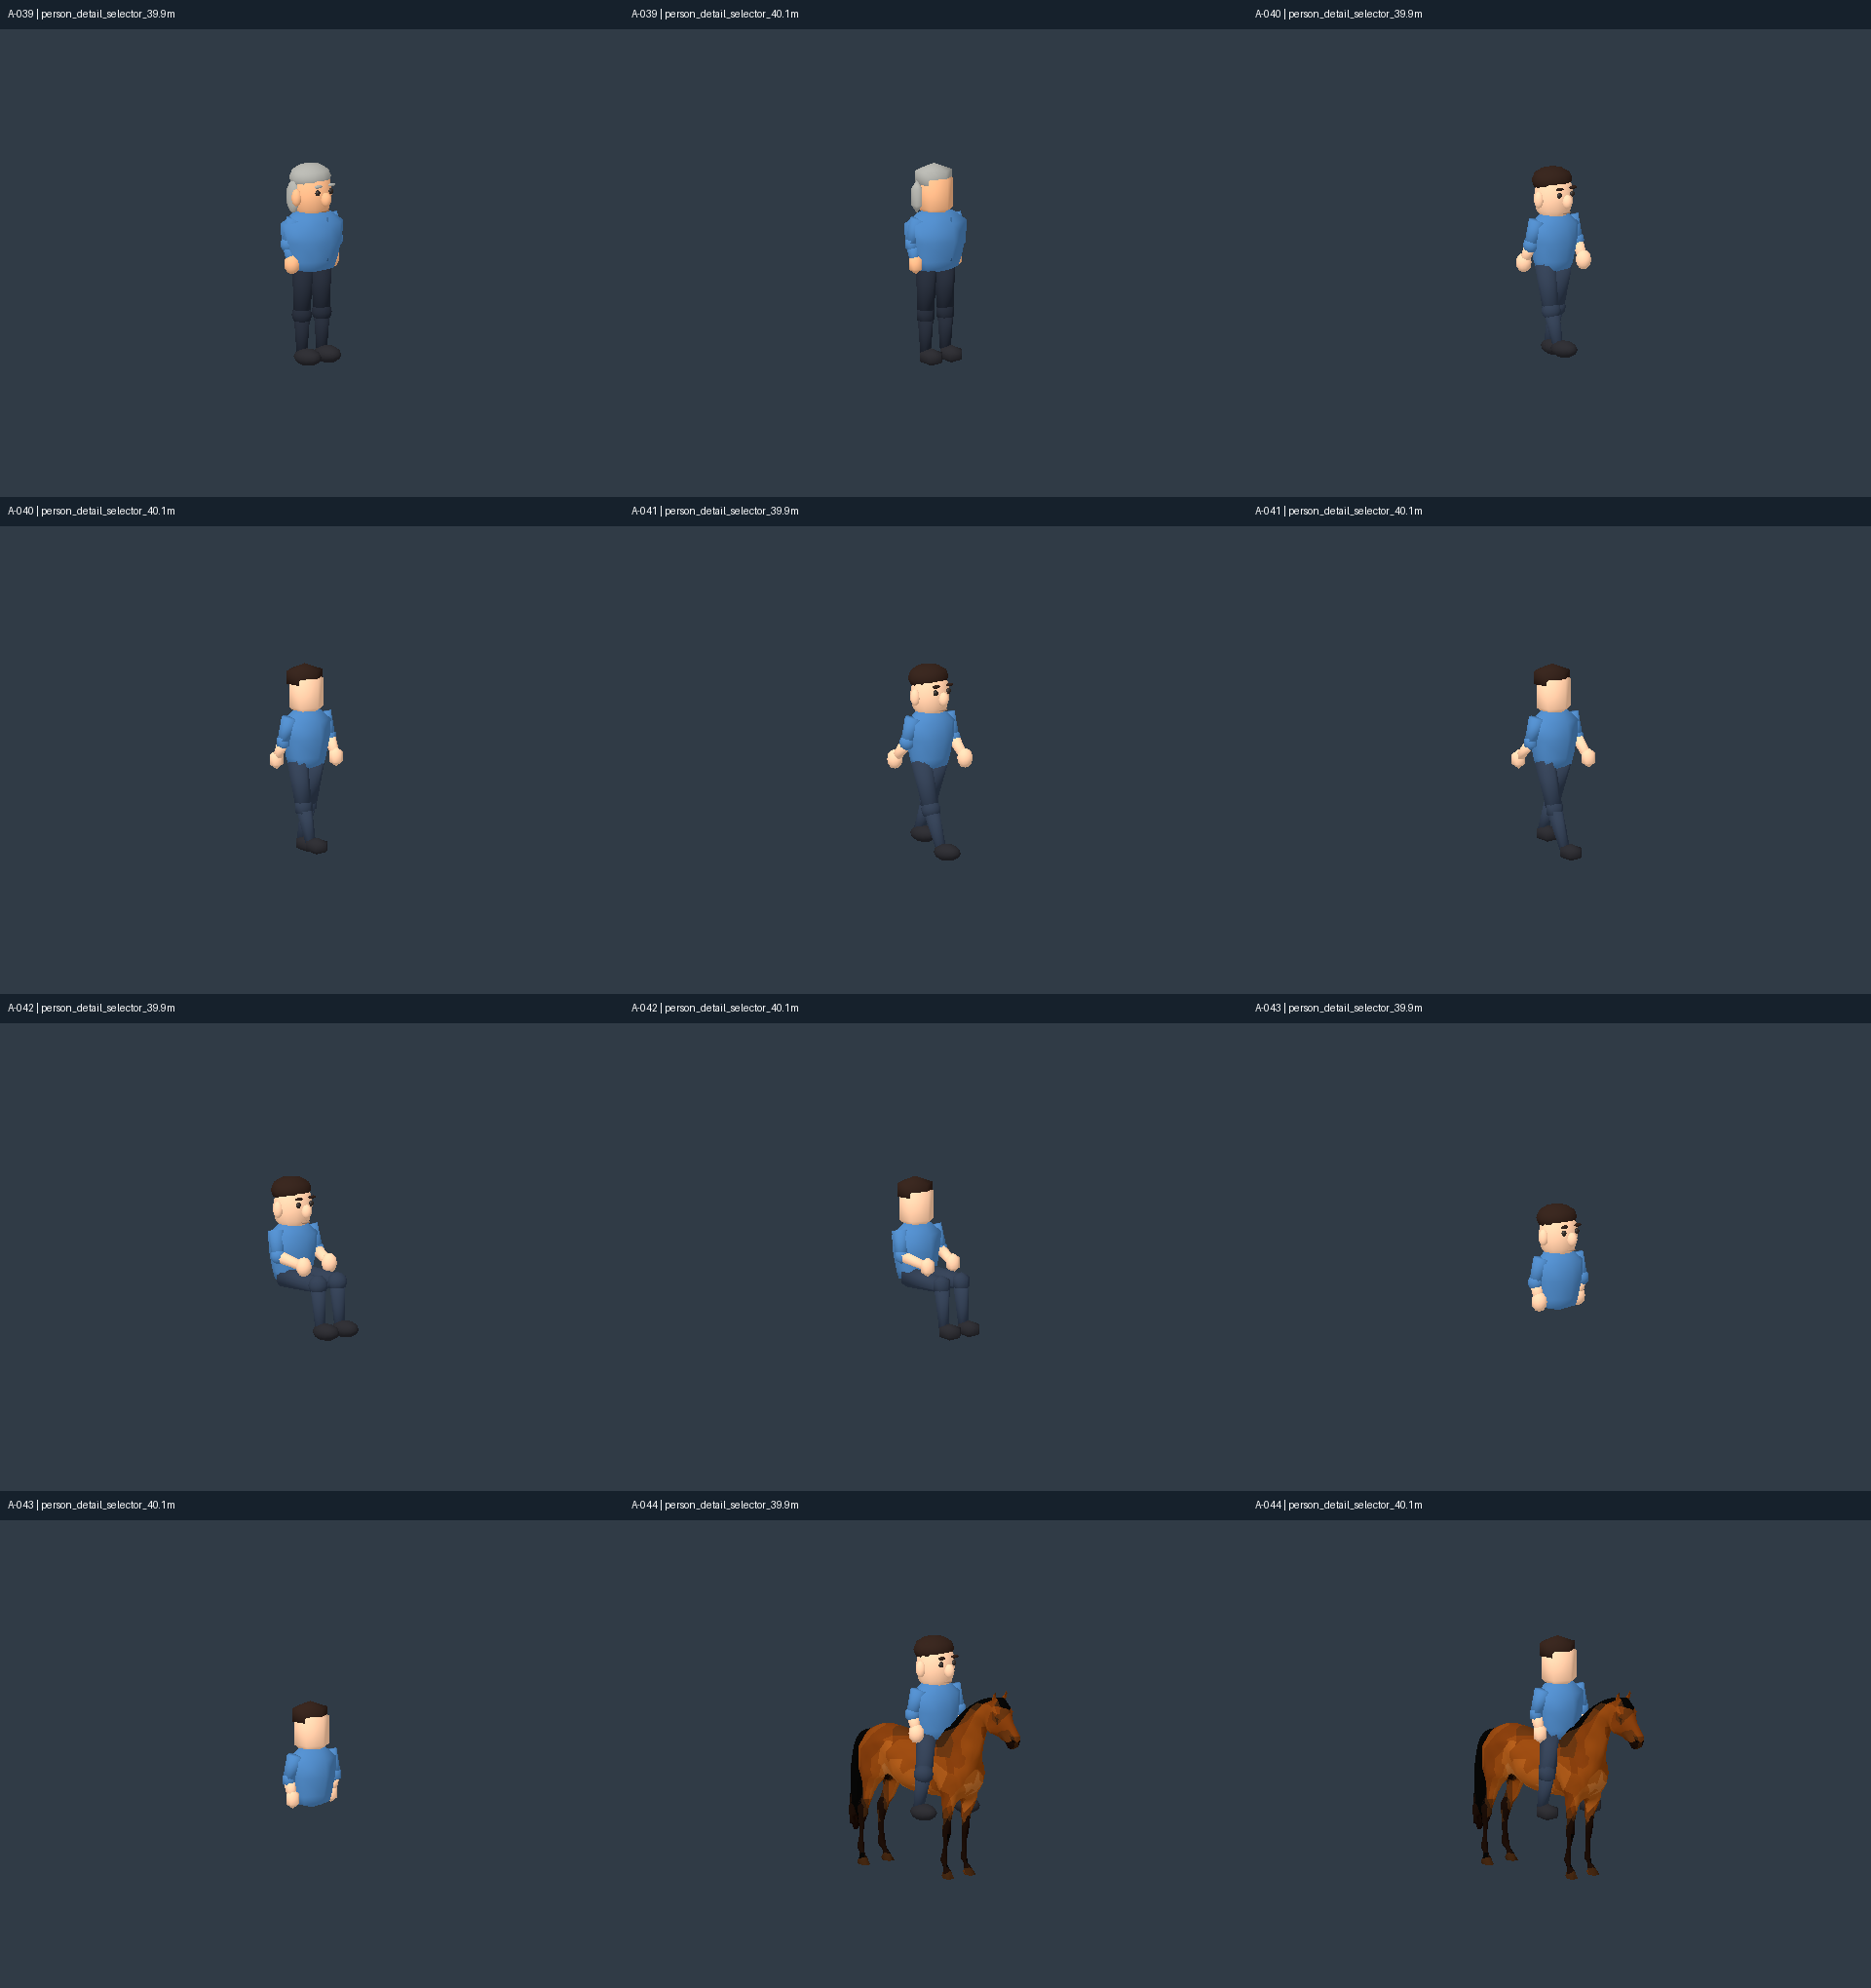 A-039 | person_detail_selector_39.9m
A-039 | person_detail_selector_40.1m
A-040 | person_detail_selector_39.9m
A-040 | person_detail_selector_40.1m
A-041 | person_detail_selector_39.9m
A-041 | person_detail_selector_40.1m
A-042 | person_detail_selector_39.9m
A-042 | person_detail_selector_40.1m
A-043 | person_detail_selector_39.9m
A-043 | person_detail_selector_40.1m
A-044 | person_detail_selector_39.9m
A-044 | person_detail_selector_40.1m